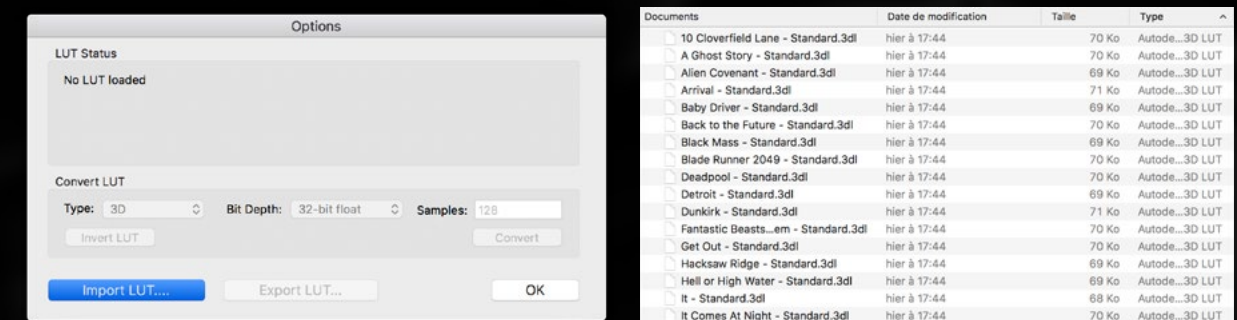 Options
LUT Status
No LUT loaded
Convert LUT
Type: 3D Bit Depth: 32-bit float Samples: 128
Invert LUT Convert
Import LUT.... Export LUT... OK
Documents Date de modification Taille Type
10 Cloverfield Lane - Standard.3dl hier à 17:44 70 Ko Autode...3D LUT
A Ghost Story - Standard.3dl hier à 17:44 70 Ko Autode...3D LUT
Alien Covenant - Standard.3dl hier à 17:44 69 Ko Autode...3D LUT
Arrival - Standard.3dl hier à 17:44 71 Ko Autode...3D LUT
Baby Driver - Standard.3dl hier à 17:44 69 Ko Autode...3D LUT
Back to the Future - Standard.3dl hier à 17:44 70 Ko Autode...3D LUT
Black Mass - Standard.3dl hier à 17:44 69 Ko Autode...3D LUT
Blade Runner 2049 - Standard.3dl hier à 17:44 70 Ko Autode...3D LUT
Deadpool - Standard.3dl hier à 17:44 70 Ko Autode...3D LUT
Detroit - Standard.3dl hier à 17:44 69 Ko Autode...3D LUT
Dunkirk - Standard.3dl hier à 17:44 71 Ko Autode...3D LUT
Fantastic Beasts...em - Standard.3dl hier à 17:44 70 Ko Autode...3D LUT
Get Out - Standard.3dl hier à 17:44 70 Ko Autode...3D LUT
Hacksaw Ridge - Standard.3dl hier à 17:44 69 Ko Autode...3D LUT
Hell or High Water - Standard.3dl hier à 17:44 69 Ko Autode...3D LUT
It - Standard.3dl hier à 17:44 68 Ko Autode...3D LUT
It Comes At Night - Standard.3dl hier à 17:44 70 Ko Autode...3D LUT